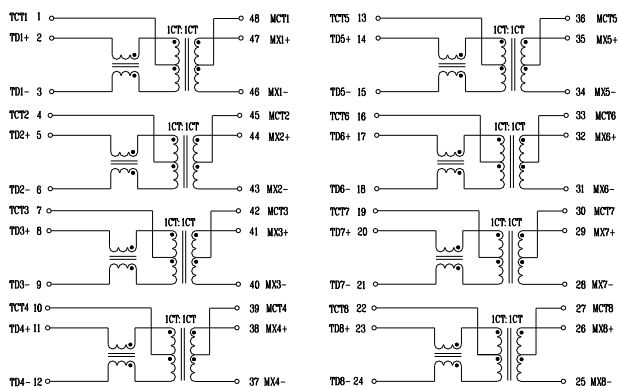 TCT1 1 48 MCT1
1CT:1CT
TD1+ 2 47 MX1+
TD1- 3 46 MX1-
TCT2 4 45 MCT2
1CT:1CT
TD2+ 5 44 MX2+
TD2- 6 43 MX2-
TCT3 7 42 MCT3
1CT:1CT
TD3+ 8 41 MX3+
TD3- 9 40 MX3-
TCT4 10 39 MCT4
1CT:1CT
TD4+ 11 38 MX4+
TD4- 12 37 MX4-
TCT5 13 36 MCT5
1CT:1CT
TD5+ 14 35 MX5+
TD5- 15 34 MX5-
TCT6 16 33 MCT6
1CT:1CT
TD6+ 17 32 MX6+
TD6- 18 31 MX6-
TCT7 19 30 MCT7
1CT:1CT
TD7+ 20 29 MX7+
TD7- 21 28 MX7-
TCT8 22 27 MCT8
1CT:1CT
TD8+ 23 26 MX8+
TD8- 24 25 MX8-